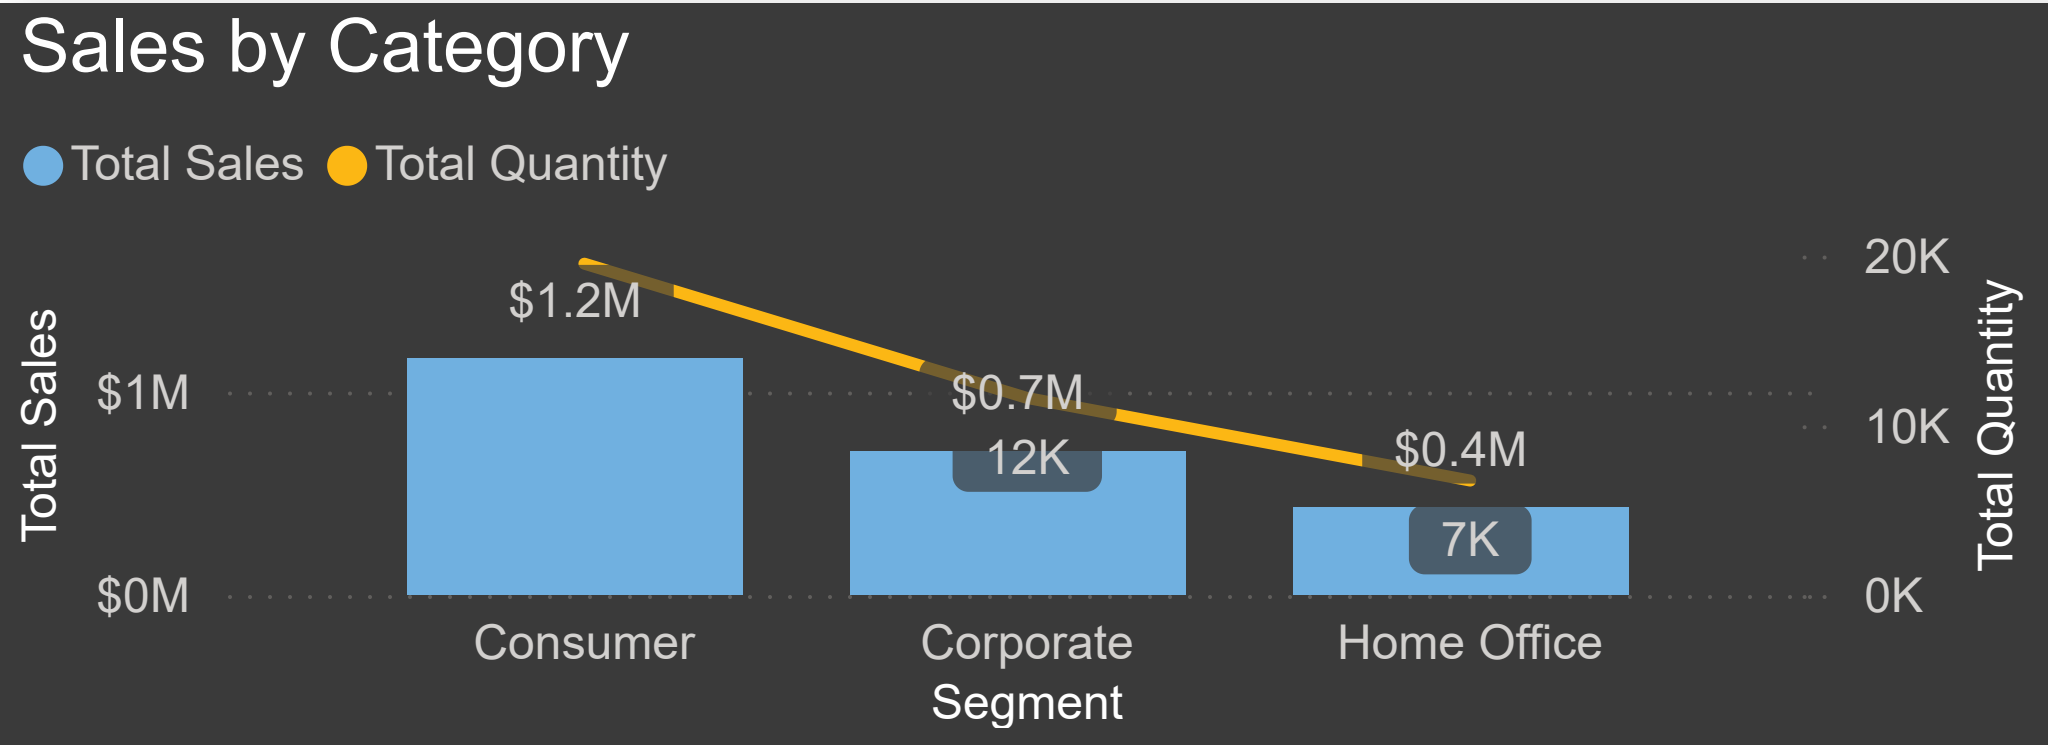 Sales by Category
Total Sales Total Quantity
20K
$1.2M
$1M
$0.7M
10K
$0.4M
12K
7K
$0M
0K
Total Sales
Total Quantity
Consumer Corporate Home Office
Segment